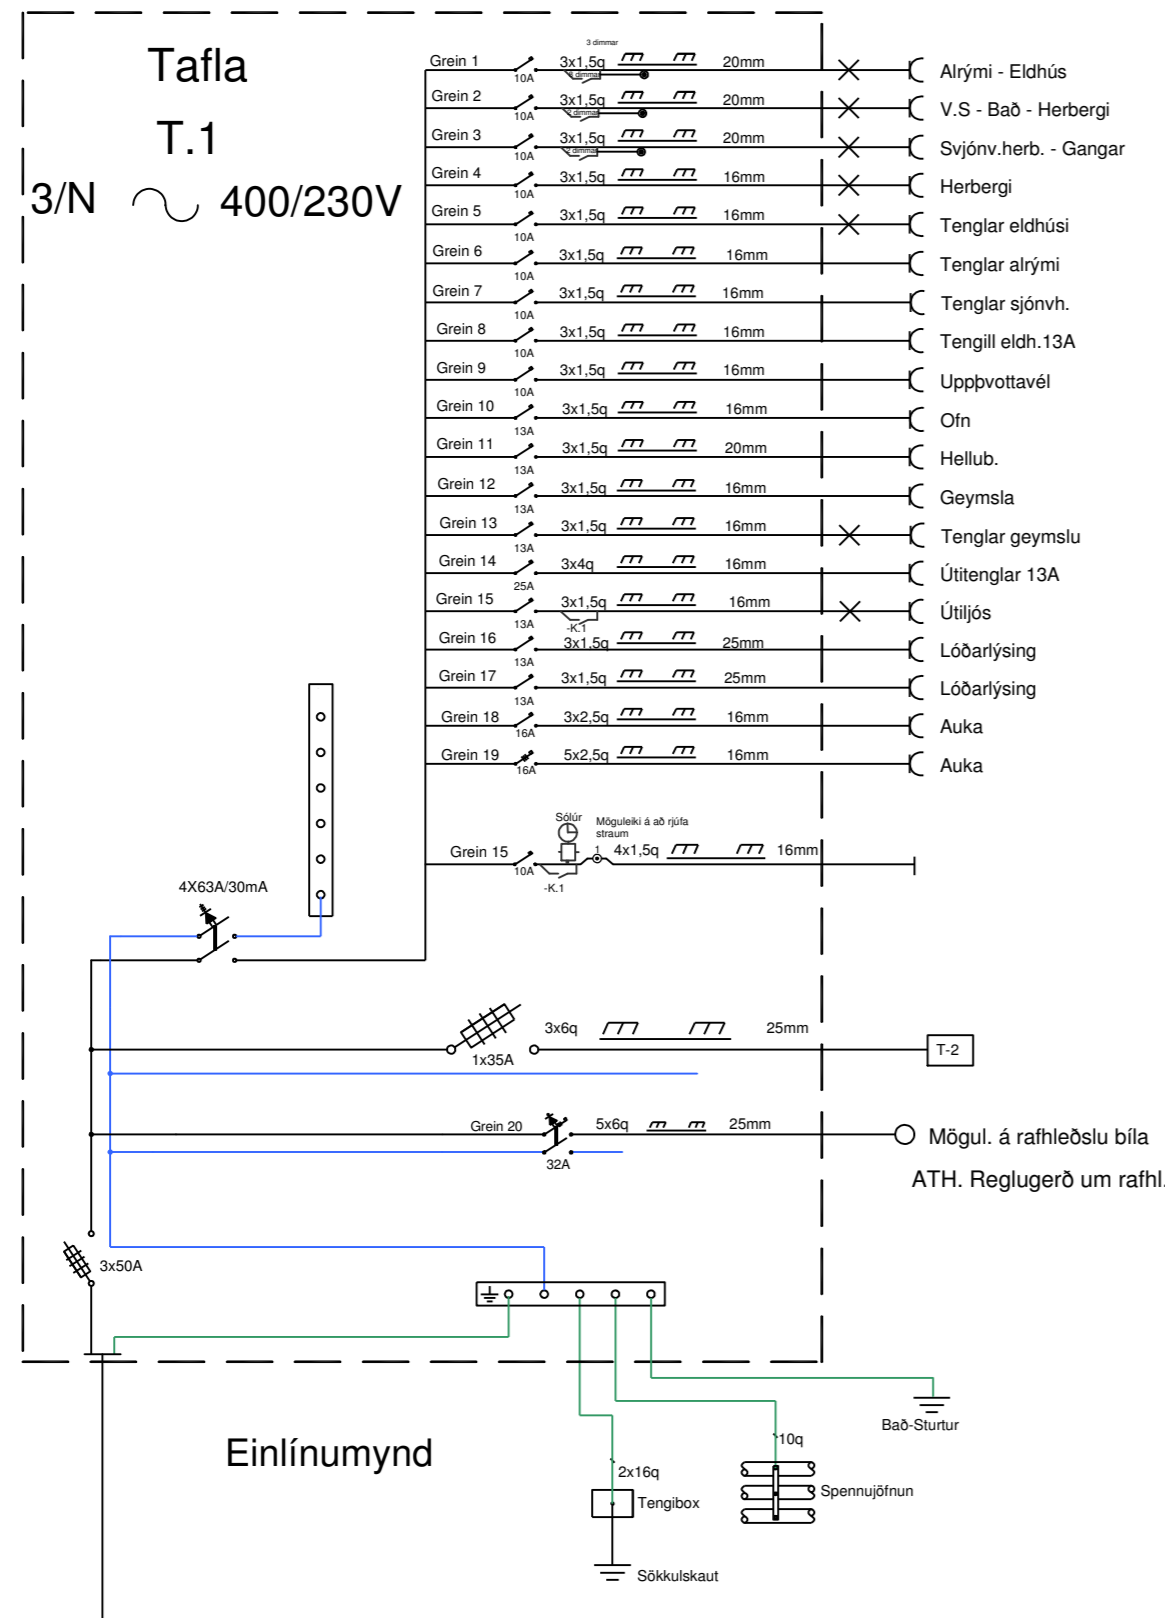 Tafla
T.1
3/N 400/230V
3 dimmar
Grein 1 10A 3x1,5q 20mm Alrými - Eldhús
Grein 2 10A 3x1,5q 2 dimmar 20mm V.S - Bað - Herbergi
Grein 3 10A 3x1,5q 2 dimmar 20mm Svjónv.herb. - Gangar
Grein 4 10A 3x1,5q 16mm Herbergi
Grein 5 10A 3x1,5q 16mm Tenglar eldhúsi
Grein 6 10A 3x1,5q 16mm Tenglar alrými
Grein 7 10A 3x1,5q 16mm Tenglar sjónvh.
Grein 8 10A 3x1,5q 16mm Tengill eldh.13A
Grein 9 10A 3x1,5q 16mm Uppþvottavél
Grein 10 13A 3x1,5q 16mm Ofn
Grein 11 13A 3x1,5q 20mm Hellub.
Grein 12 13A 3x1,5q 16mm Geymsla
Grein 13 13A 3x1,5q 16mm Tenglar geymslu
Grein 14 25A 3x4q 16mm Útitenglar 13A
Grein 15 13A 3x1,5q -K.1 16mm Útiljós
Grein 16 13A 3x1,5q 25mm Lóðarlýsing
Grein 17 13A 3x1,5q 25mm Lóðarlýsing
Grein 18 16A 3x2,5q 16mm Auka
Grein 19 16A 5x2,5q 16mm Auka
Sólúr Möguleiki á að rjúfa
straum
Grein 15 10A -K.1 1 4x1,5q 16mm
4X63A/30mA
1x35A 3x6q 25mm T-2
Grein 20 32A 5x6q 25mm Mögul. á rafhleðslu bíla
ATH. Reglugerð um rafhl.
3x50A
Bað-Sturtur
Einlínumynd
10q
2x16q
Spennujöfnun
Tengibox
Sökkulskaut